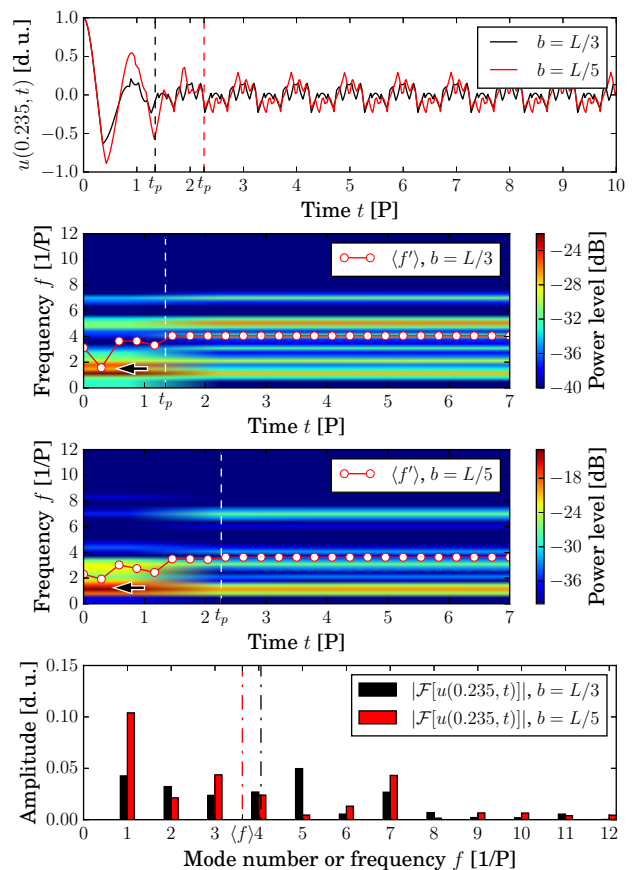 u(0.235, t) [d. u.]
1.0
0.5
0.0
−0.5
−1.0
b = L/3
b = L/5
0 1 t_p 2 t_p 3 4 5 6 7 8 9 10
Time t [P]
Frequency f [1/P]
12
10
8
6
4
2
0
⟨f′⟩, b = L/3
0 1 t_p 2 3 4 5 6 7
Time t [P]
−24
−28
−32
−36
−40
Power level [dB]
Frequency f [1/P]
12
10
8
6
4
2
0
⟨f′⟩, b = L/5
0 1 2 t_p 3 4 5 6 7
Time t [P]
−18
−24
−30
−36
Power level [dB]
Amplitude [d. u.]
0.15
0.10
0.05
0.00
|F[u(0.235, t)]|, b = L/3
|F[u(0.235, t)]|, b = L/5
0 1 2 3 ⟨f⟩ 4 5 6 7 8 9 10 11 12
Mode number or frequency f [1/P]